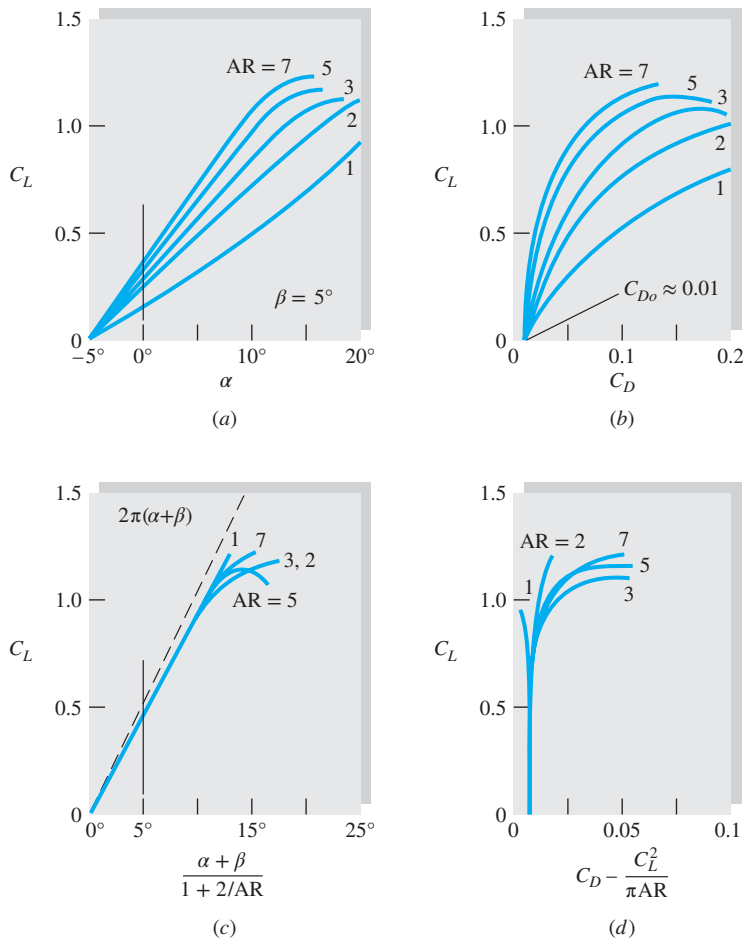 1.5
1.0
C_L
0.5
0
AR = 7
5
3
2
1
β = 5°
–5°
0°
10°
20°
α
(a)
1.5
1.0
C_L
0.5
0
AR = 7
5
3
2
1
C_Do ≈ 0.01
0
0.1
0.2
C_D
(b)
1.5
1.0
C_L
0.5
0
2π(α+β)
1
7
3, 2
AR = 5
0°
5°
15°
25°
α + β
1 + 2/AR
(c)
1.5
1.0
C_L
0.5
0
AR = 2
7
5
3
1
0
0.05
0.1
C_D – C_L^2
πAR
(d)